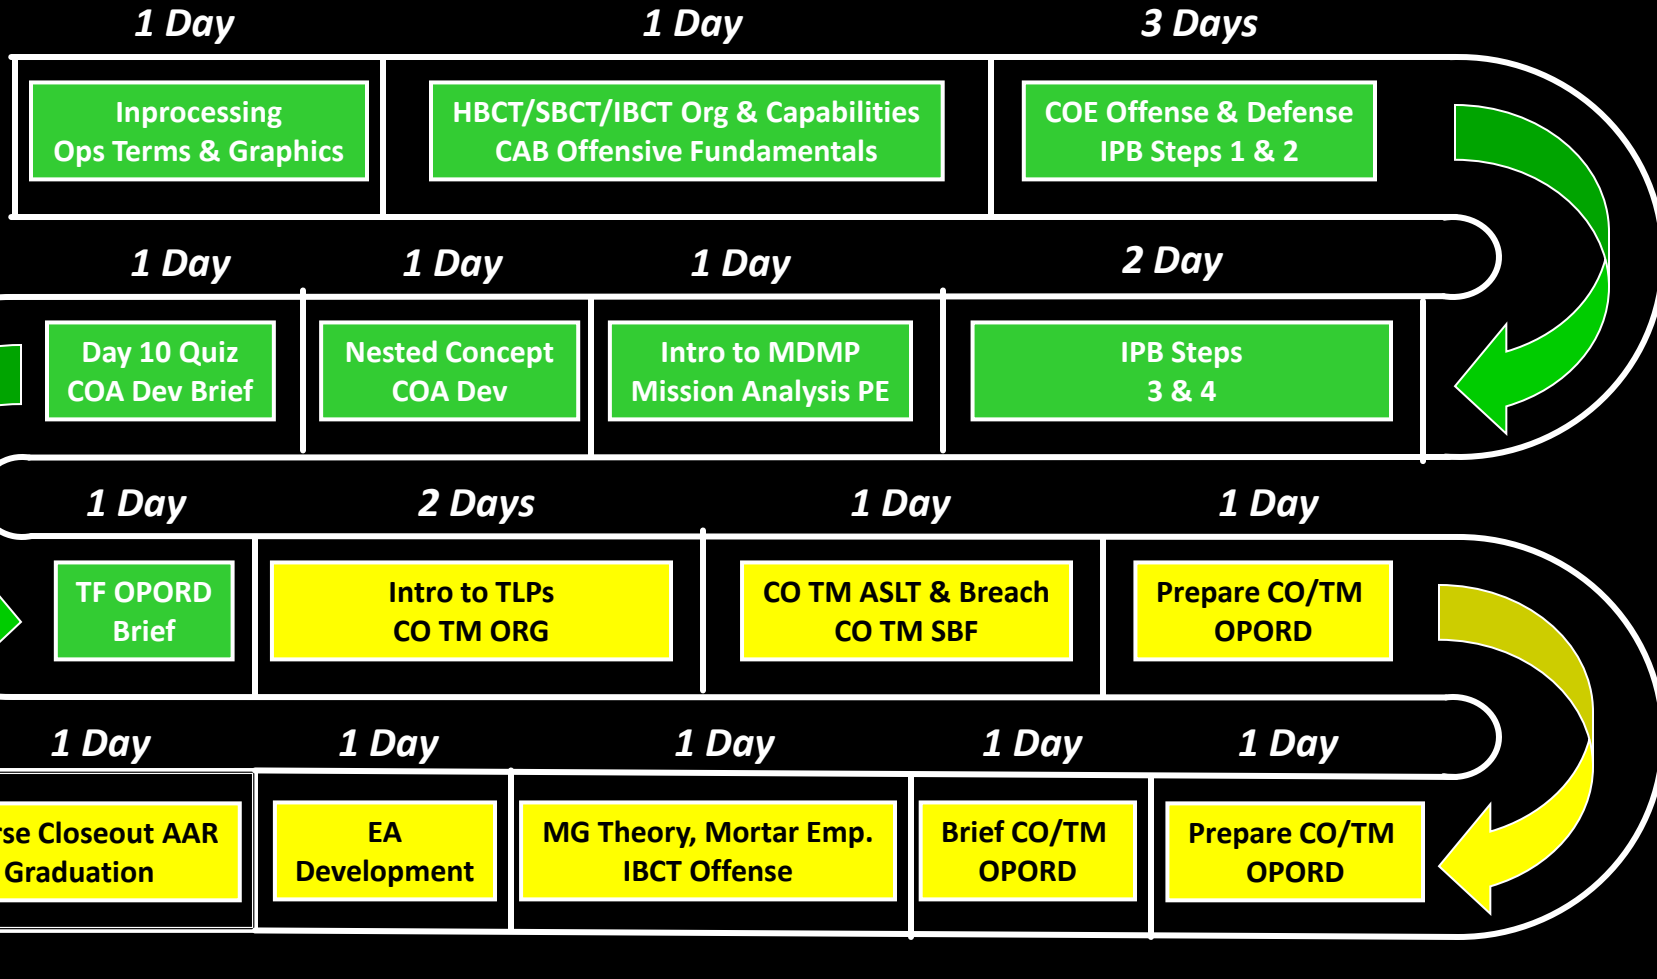 1 Day
1 Day
3 Days
Inprocessing
Ops Terms & Graphics
HBCT/SBCT/IBCT Org & Capabilities
CAB Offensive Fundamentals
COE Offense & Defense
IPB Steps 1 & 2
1 Day
1 Day
1 Day
2 Day
Day 10 Quiz
COA Dev Brief
Nested Concept
COA Dev
Intro to MDMP
Mission Analysis PE
IPB Steps
3 & 4
1 Day
2 Days
1 Day
1 Day
TF OPORD
Brief
Intro to TLPs
CO TM ORG
CO TM ASLT & Breach
CO TM SBF
Prepare CO/TM
OPORD
1 Day
1 Day
1 Day
1 Day
1 Day
rse Closeout AAR
Graduation
EA
Development
MG Theory, Mortar Emp.
IBCT Offense
Brief CO/TM
OPORD
Prepare CO/TM
OPORD